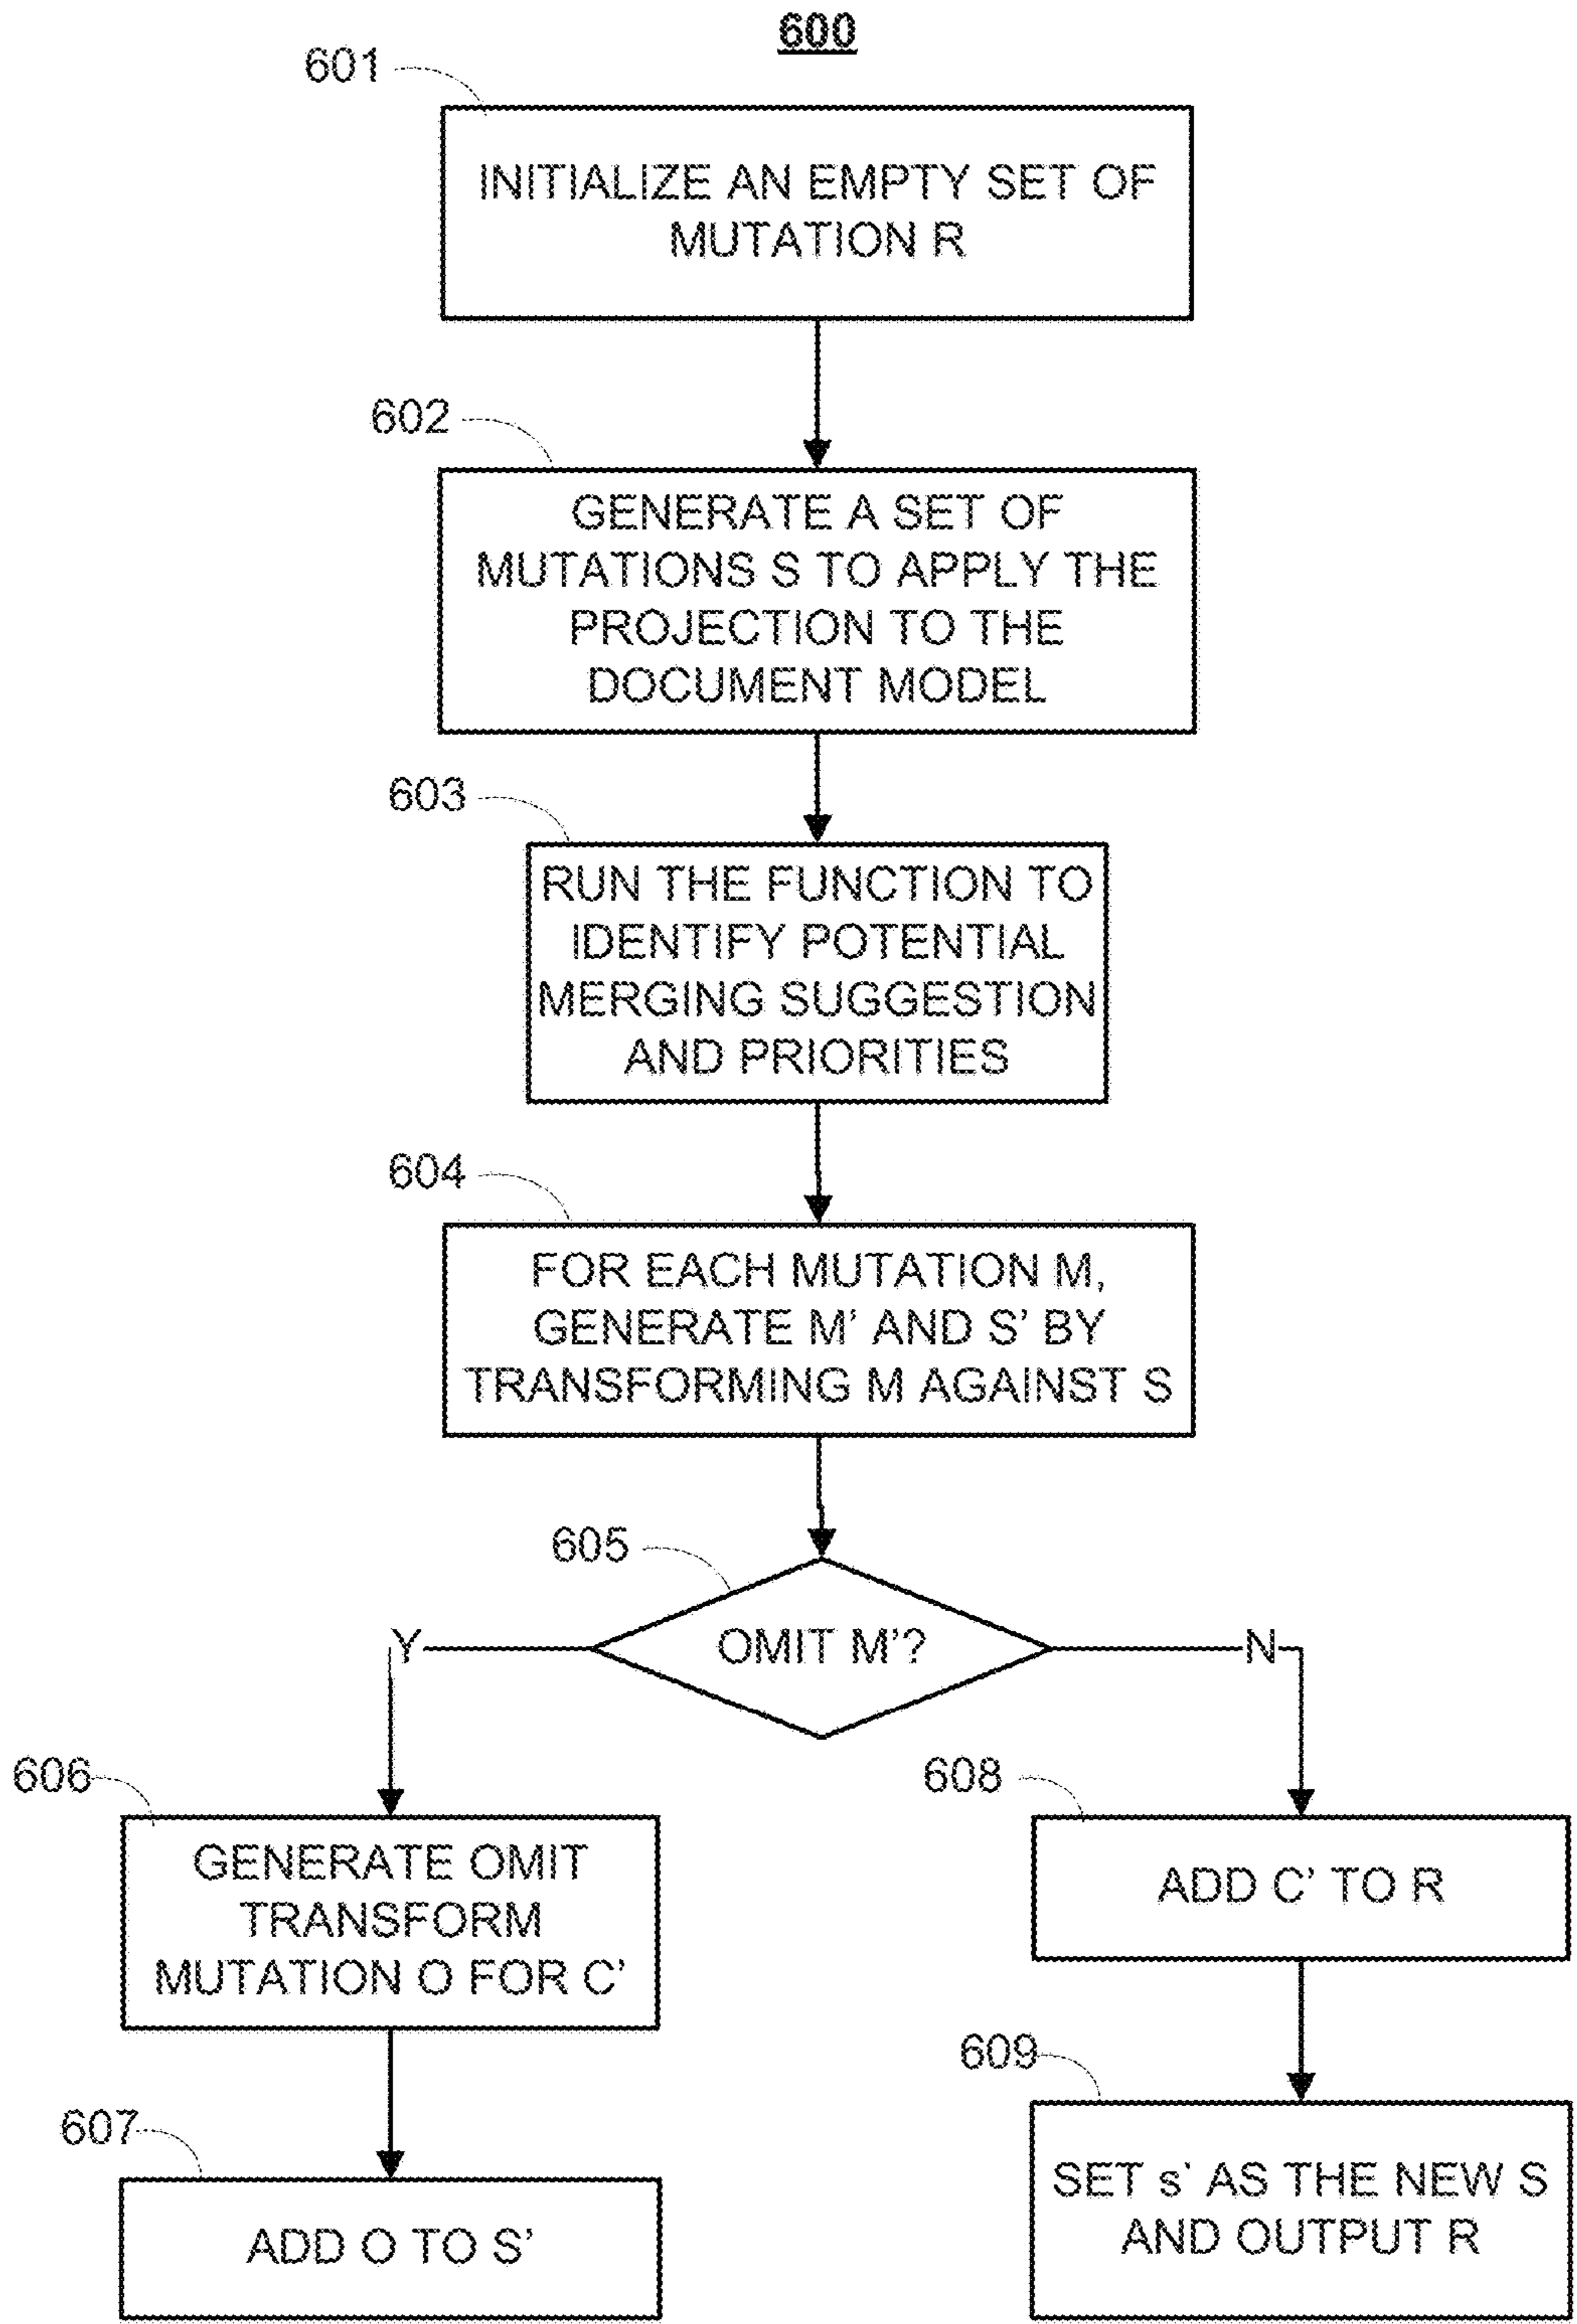 600
601
INITIALIZE AN EMPTY SET OF
MUTATION R
602
GENERATE A SET OF
MUTATIONS S TO APPLY THE
PROJECTION TO THE
DOCUMENT MODEL
603
RUN THE FUNCTION TO
IDENTIFY POTENTIAL
MERGING SUGGESTION
AND PRIORITIES
604
FOR EACH MUTATION M,
GENERATE M' AND S' BY
TRANSFORMING M AGAINST S
605
OMIT M'?
Y
N
606
GENERATE OMIT
TRANSFORM
MUTATION O FOR C'
607
ADD O TO S'
608
ADD C' TO R
609
SET s' AS THE NEW S
AND OUTPUT R